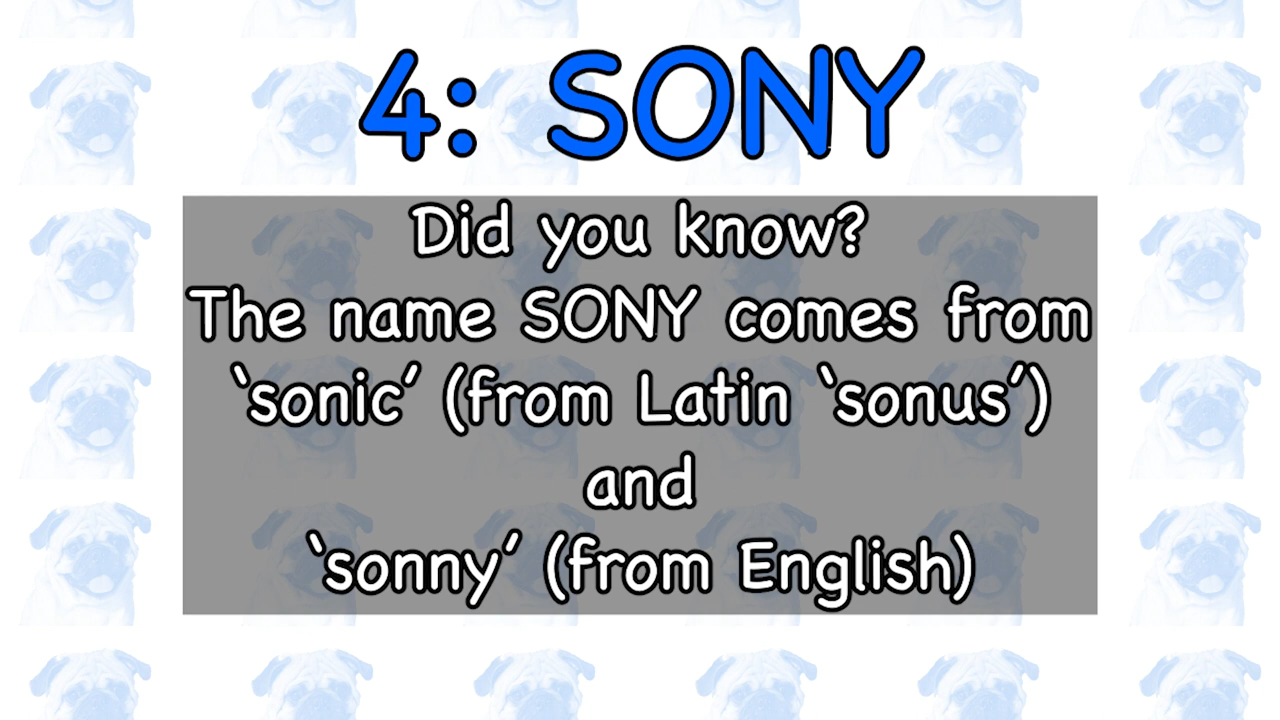 4: SONY
Did you know?
The name SONY comes from
‘sonic’ (from Latin ‘sonus’)
and
‘sonny’ (from English)